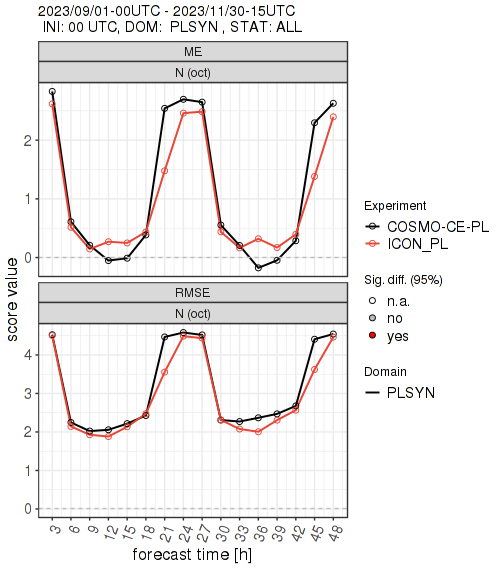 2023/09/01-00UTC - 2023/11/30-15UTC
INI: 00 UTC, DOM: PLSYN , STAT: ALL
ME
N (oct)
2
1
0
RMSE
N (oct)
4
3
2
1
0
3 6 9 12 15 18 21 24 27 30 33 36 39 42 45 48
forecast time [h]
score value
Experiment
COSMO-CE-PL
ICON_PL
Sig. diff. (95%)
n.a.
no
yes
Domain
PLSYN